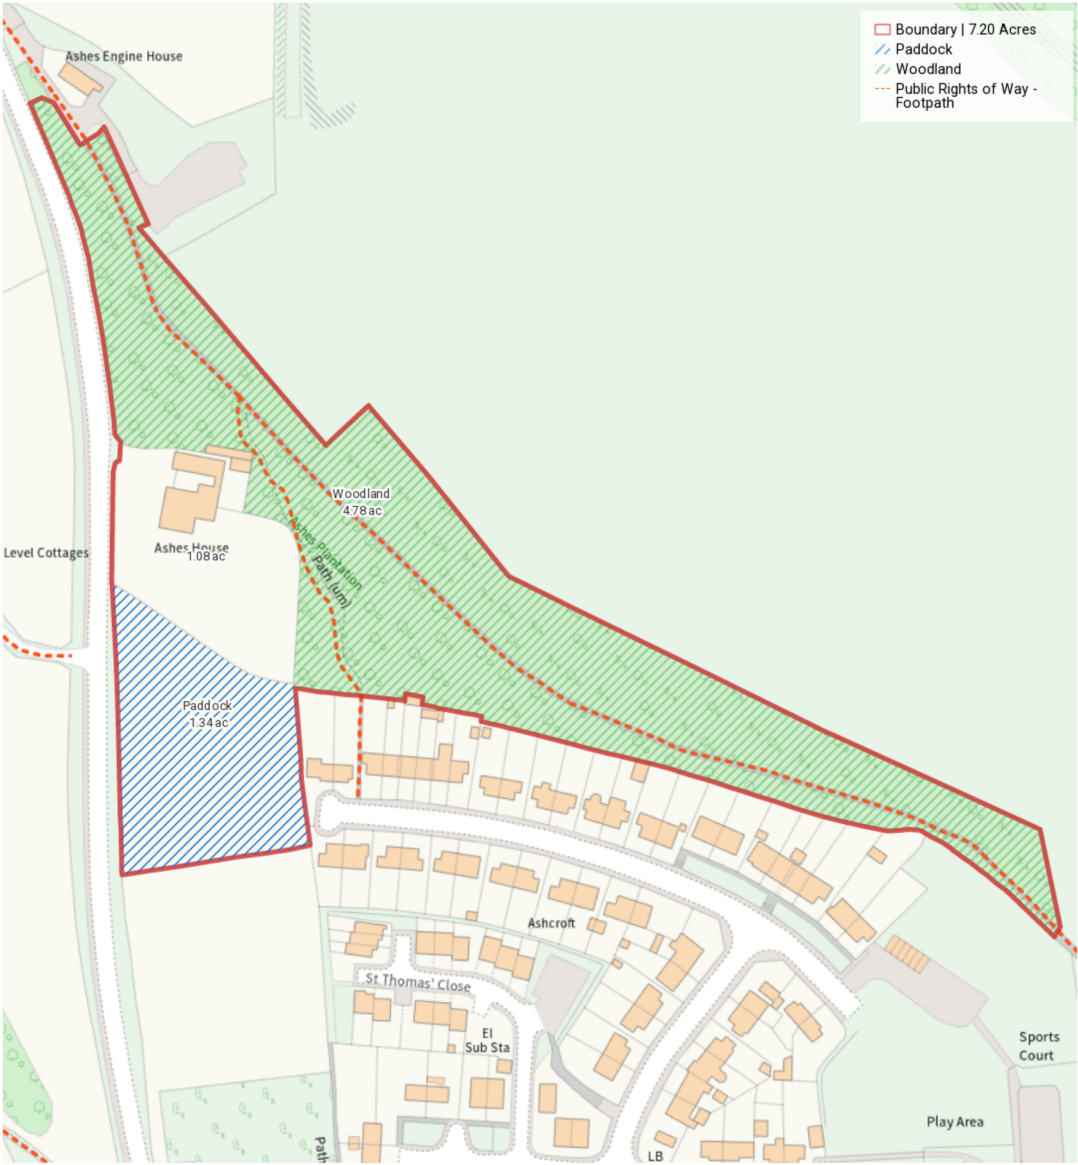 Boundary | 7.20 Acres
Paddock
Woodland
Public Rights of Way -
Footpath
Ashes Engine House
Woodland
4.78 ac
Ashes Plantation
Path (um)
Level Cottages
Ashes House
1.08 ac
Paddock
1.34 ac
Ashcroft
St Thomas' Close
El
Sub Sta
Sports
Court
Play Area
Path
LB